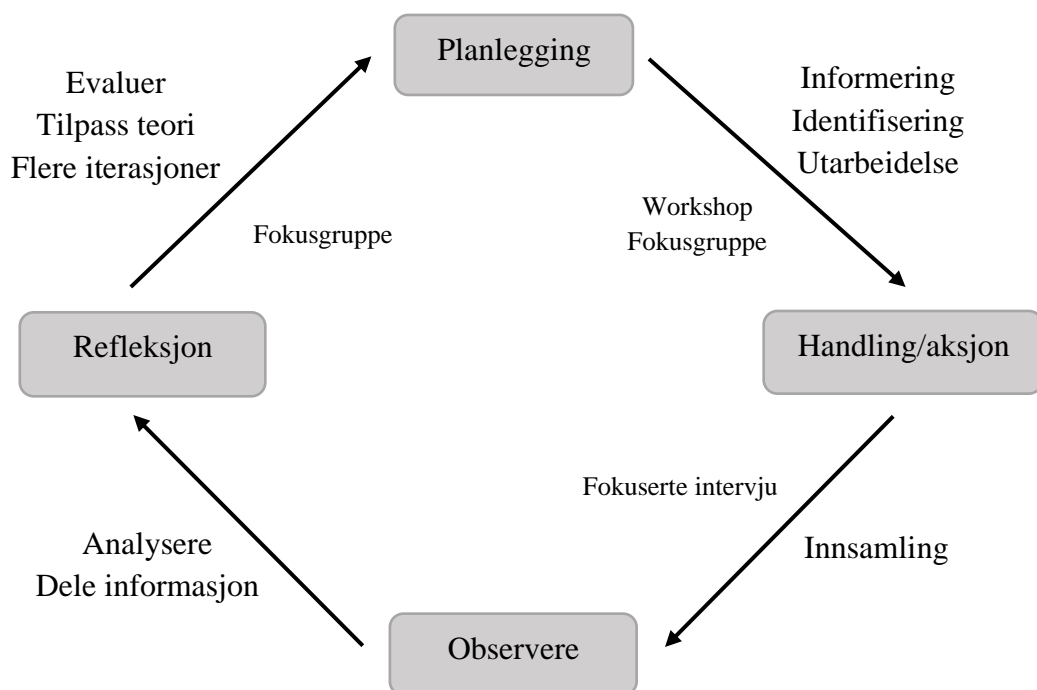 Planlegging
Evaluer
Tilpass teori
Flere iterasjoner
Informering
Identifisering
Utarbeidelse
Fokusgruppe
Workshop
Fokusgruppe
Refleksjon
Handling/aksjon
Fokuserte intervju
Innsamling
Analysere
Dele informasjon
Observere